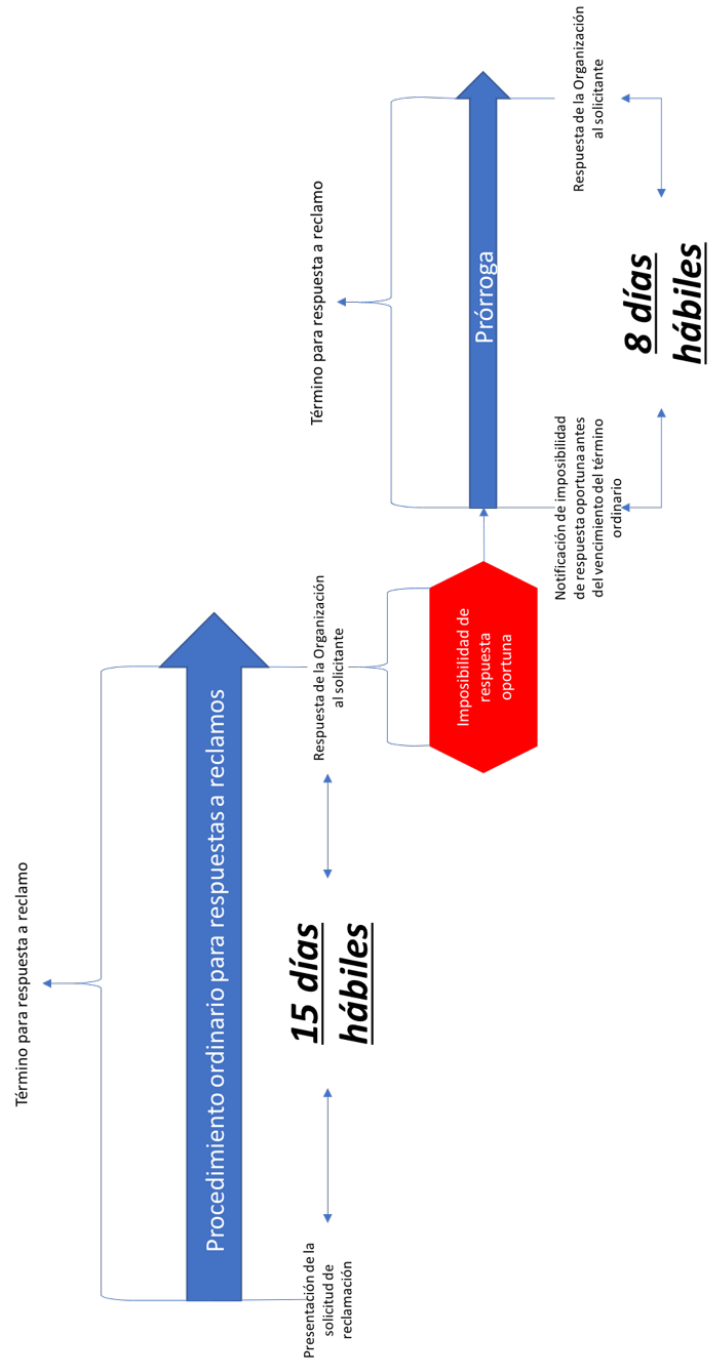 Término para respuesta a reclamo
Procedimiento ordinario para respuestas a reclamos
Presentación de la
solicitud de
reclamación
15 días
hábiles
Respuesta de la Organización
al solicitante
Imposibilidad de
respuesta
oportuna
Término para respuesta a reclamo
Prórroga
Notificación de imposibilidad
de respuesta oportuna antes
del vencimiento del término
ordinario
8 días
hábiles
Respuesta de la Organización
al solicitante